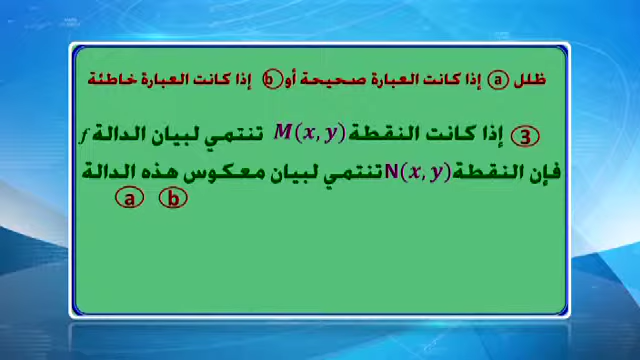 ظلل a إذا كانت العبارة صحيحة أو b إذا كانت العبارة خاطئة
3 إذا كانت النقطة M(x, y) تنتمي لبيان الدالة f
فإن النقطة N(x, y) تنتمي لبيان معكوس هذه الدالة
a b